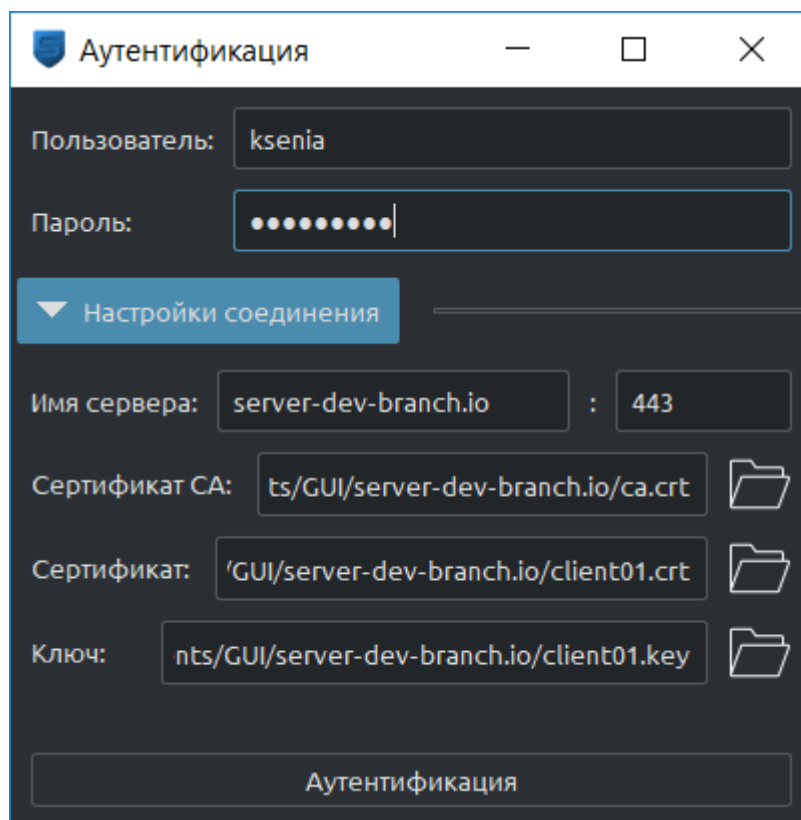 Аутентификация
Пользователь: ksenia
Пароль: ●●●●●●●●●
Настройки соединения
Имя сервера: server-dev-branch.io : 443
Сертификат CA: ts/GUI/server-dev-branch.io/ca.crt
Сертификат: /GUI/server-dev-branch.io/client01.crt
Ключ: nts/GUI/server-dev-branch.io/client01.key
Аутентификация